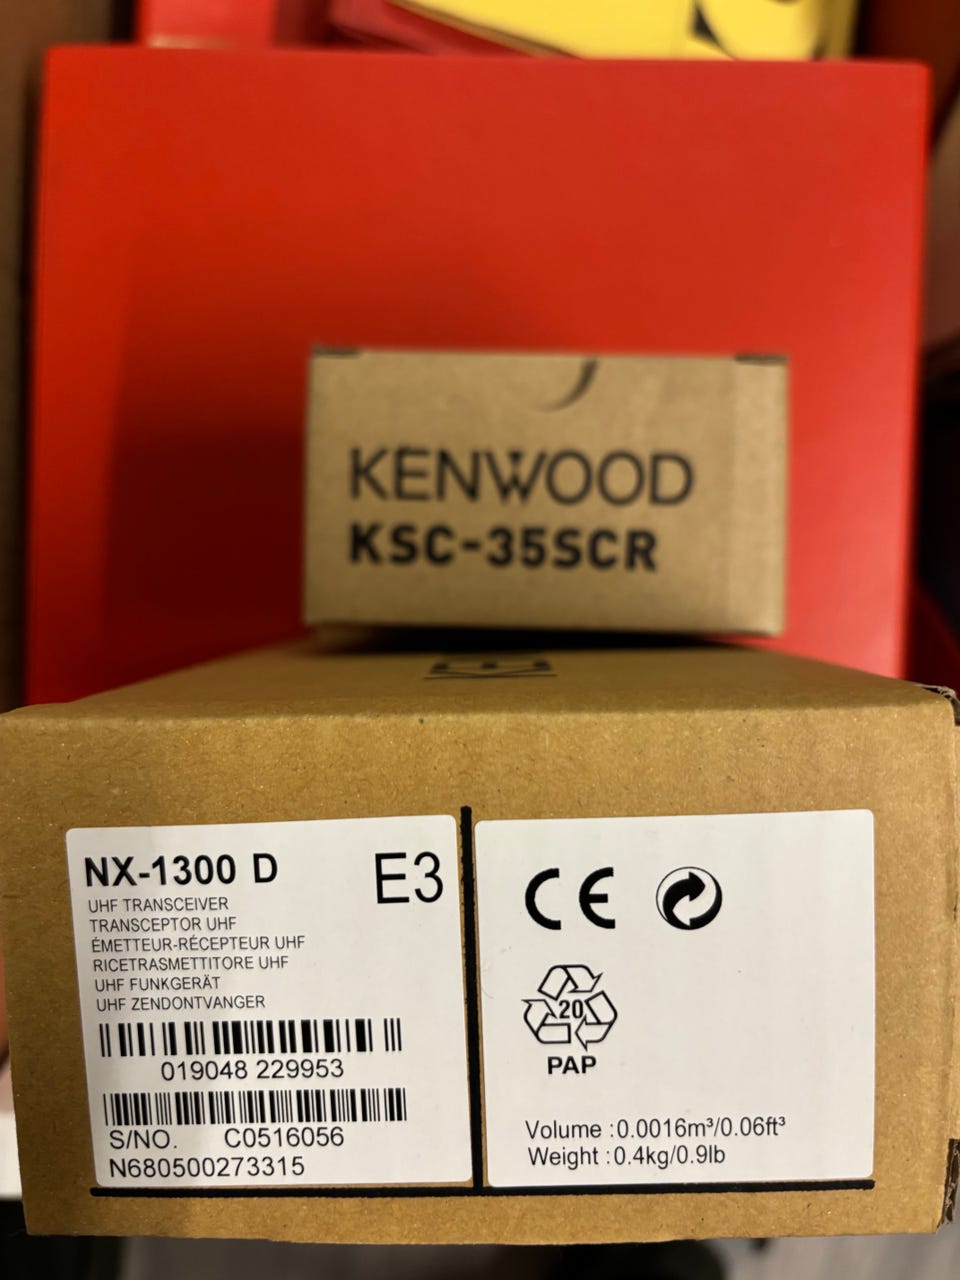 KENWOOD
KSC-35SCR
NX-1300 D
E3
UHF TRANSCEIVER
TRANSCEPTOR UHF
ÉMETTEUR-RÉCEPTEUR UHF
RICETRASMETTITORE UHF
UHF FUNKGERÄT
UHF ZENDONTVANGER
019048 229953
S/NO. C0516056
N680500273315
CE
20
PAP
Volume :0.0016m³/0.06ft³
Weight :0.4kg/0.9lb